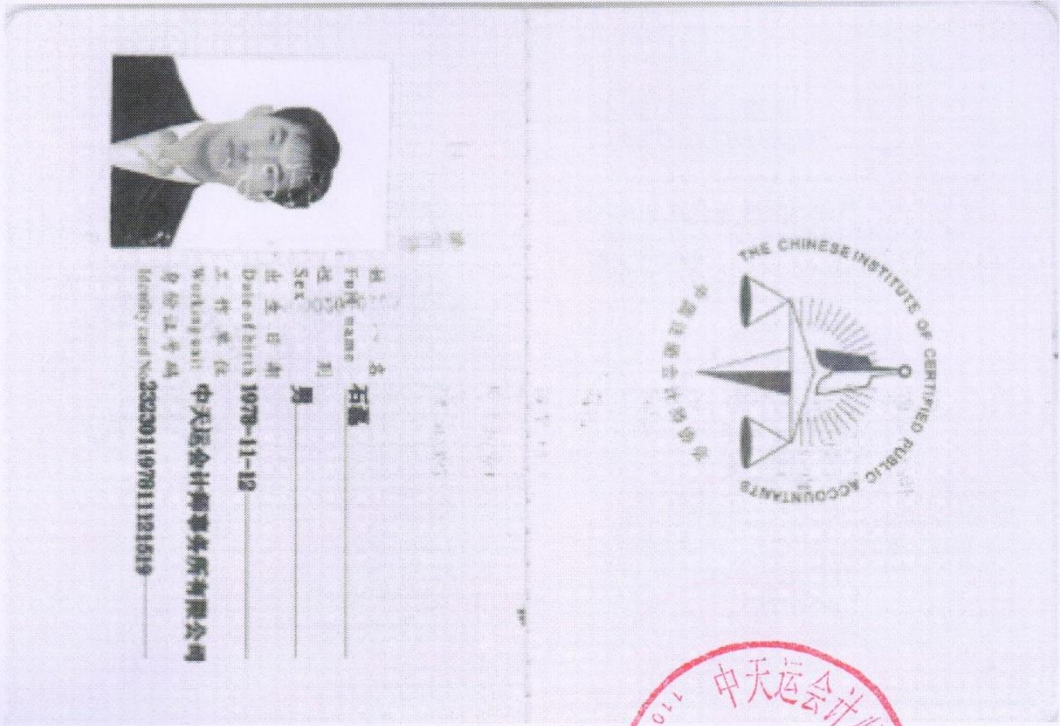 姓 名
Full name 石磊
性 别
Sex 男
出 生 日 期
Date of birth 1978-11-12
工 作 单 位
Working unit 中天运会计师事务所有限公司
身份证号码
Identity card No. 232301197811121519
THE CHINESE INSTITUTE OF CERTIFIED PUBLIC ACCOUNTANTS
中国注册会计师协会
中天运会计师
110